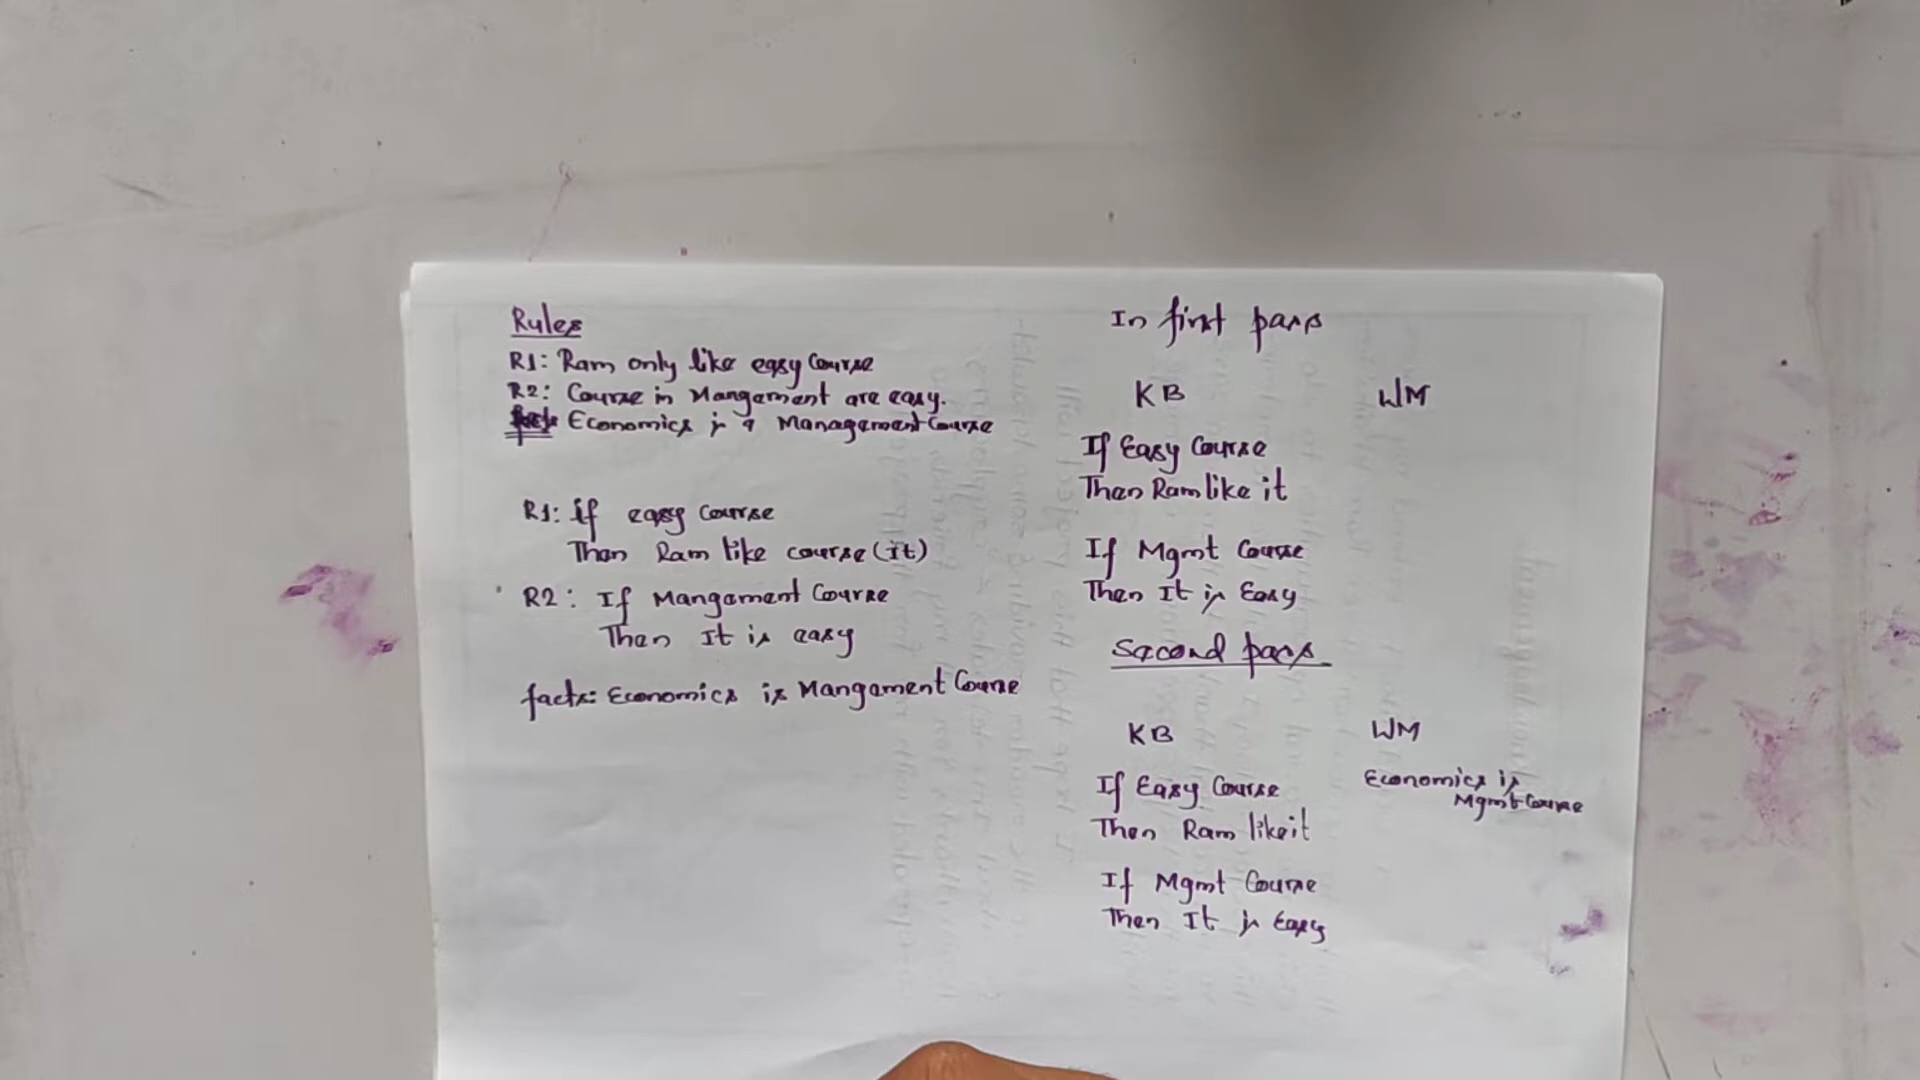 Rules
R1: Ram only like easy Course
R2: Course in Mangament are easy.
Economics is a Management Course
R1: if easy course
Then Ram like course (it)
R2: If Mangament Course
Then It is easy
facts: Economics is Mangament Course
In first pass
KB WM
If Easy Course
Then Ram like it
If Mgmt Course
Then It is Easy
Second pass
KB WM
If Easy Course
Then Ram like it
If Mgmt Course
Then It is Easy
Economics is
Mgmt Course